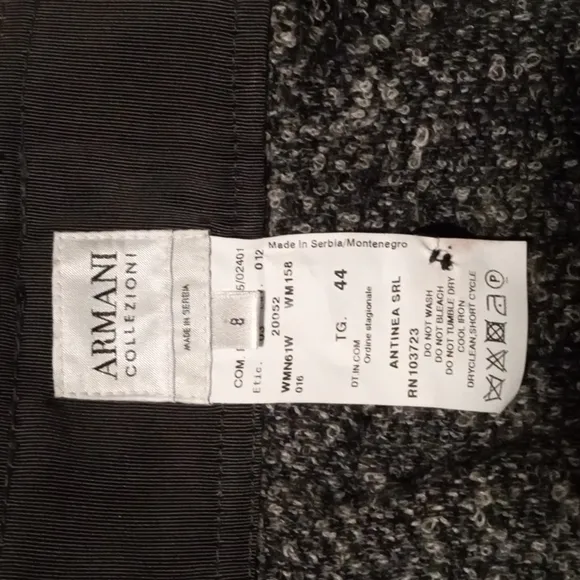 ARMANI
COLLEZIONI
MADE IN SERBIA
8
Made in Serbia/Montenegro
COM. 5/02401
Etic. 012
20052
WMN61W WM158
016
TG. 44
DT IN.COM
Ordine stagionale
ANTINEA SRL
RN103723
DO NOT WASH
DO NOT BLEACH
DO NOT TUMBLE DRY
COOL IRON
DRYCLEAN,SHORT CYCLE
P